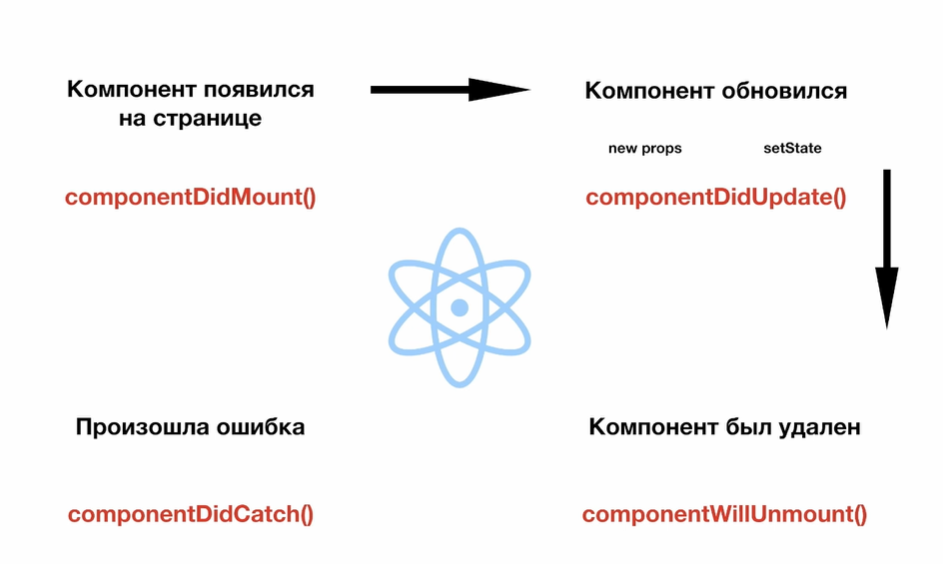 Компонент появился
на странице
componentDidMount()
Компонент обновился
new props setState
componentDidUpdate()
Произошла ошибка
componentDidCatch()
Компонент был удален
componentWillUnmount()